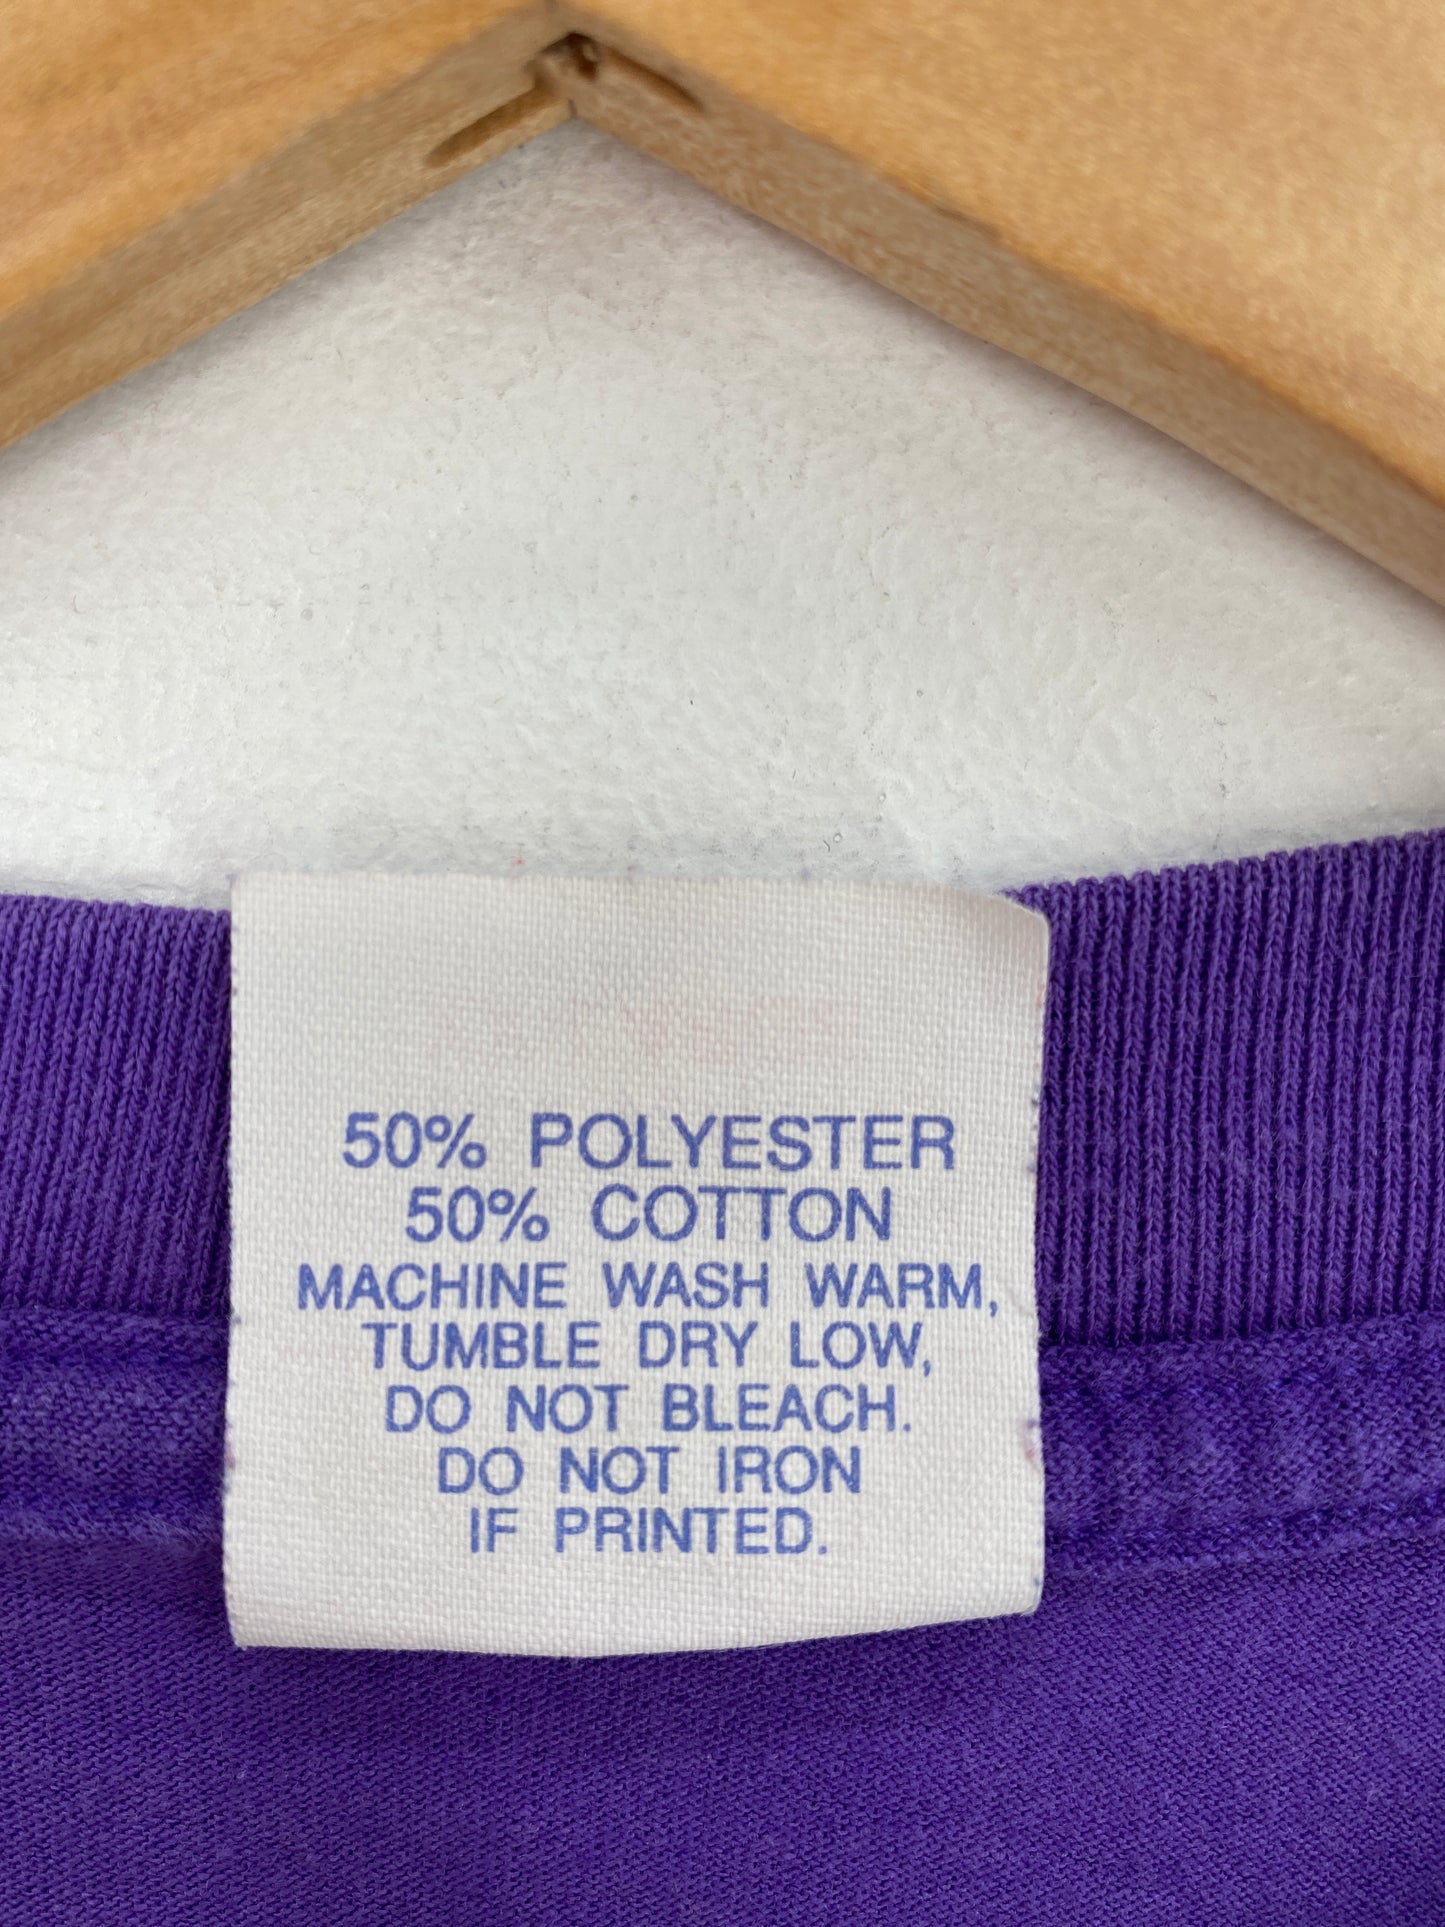 50% POLYESTER
50% COTTON
MACHINE WASH WARM,
TUMBLE DRY LOW,
DO NOT BLEACH.
DO NOT IRON
IF PRINTED.